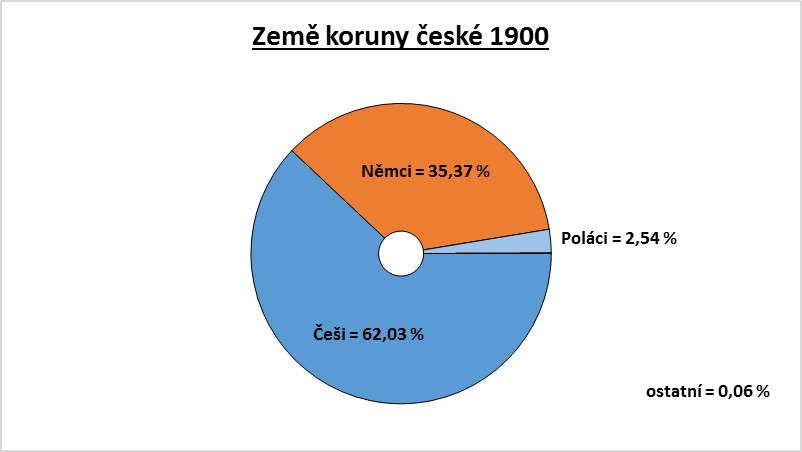 Země koruny české 1900
Němci = 35,37 %
Poláci = 2,54 %
Češi = 62,03 %
ostatní = 0,06 %